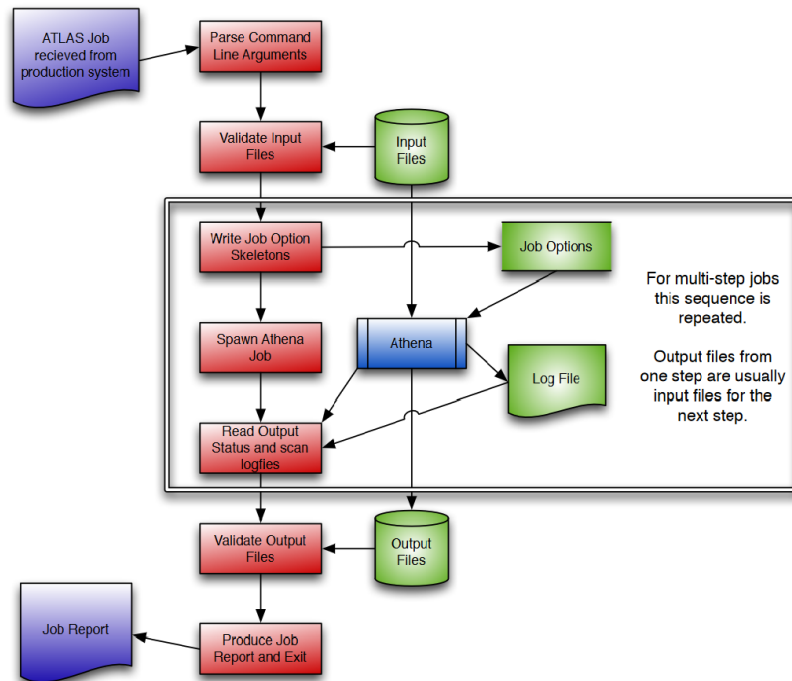 ATLAS Job
recieved from
production system
Parse Command
Line Arguments
Validate Input
Files
Input
Files
Write Job Option
Skeletons
Job Options
For multi-step jobs
this sequence is
repeated.
Spawn Athena
Job
Athena
Log File
Output files from
one step are usually
input files for the
next step.
Read Output
Status and scan
logfies
Validate Output
Files
Output
Files
Job Report
Produce Job
Report and Exit